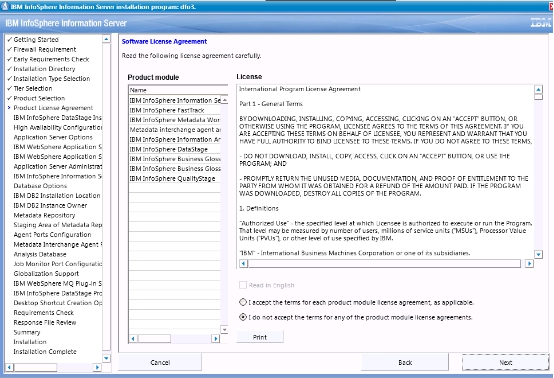 IBM InfoSphere Information Server installation program: dfo3.
IBM InfoSphere Information Server
Getting Started
Firewall Requirement
Early Requirements Check
Installation Directory
Installation Type Selection
Tier Selection
Product Selection
Product License Agreement
IBM InfoSphere DataStage Ins
High Availability Configuratio
Application Server Options
IBM WebSphere Application S
IBM WebSphere Application S
Application Server Administrat
IBM InfoSphere Information S
Database Options
IBM DB2 Installation Location
IBM DB2 Instance Owner
Metadata Repository
Staging Area of Metadata Rep
Agent Ports Configuration
Metadata Interchange Agent
Analysis Database
Job Monitor Port Configuratio
Globalization Support
IBM WebSphere MQ Plug-in S
IBM InfoSphere DataStage Pro
Desktop Shortcut Creation Op
Requirements Check
Response File Review
Summary
Installation
Installation Complete
Software License Agreement
Read the following license agreement carefully.
Product module
Name
IBM InfoSphere Information Se
IBM InfoSphere FastTrack
IBM InfoSphere Metadata Wor
Metadata interchange agent a
IBM InfoSphere Information An
IBM InfoSphere DataStage
IBM InfoSphere Business Gloss
IBM InfoSphere Business Gloss
IBM InfoSphere QualityStage
License
International Program License Agreement
Part 1 - General Terms
BY DOWNLOADING, INSTALLING, COPYING, ACCESSING, CLICKING ON AN "ACCEPT" BUTTON, OR
OTHERWISE USING THE PROGRAM, LICENSEE AGREES TO THE TERMS OF THIS AGREEMENT. IF YOU
ARE ACCEPTING THESE TERMS ON BEHALF OF LICENSEE, YOU REPRESENT AND WARRANT THAT YOU
HAVE FULL AUTHORITY TO BIND LICENSEE TO THESE TERMS. IF YOU DO NOT AGREE TO THESE TERMS,
- DO NOT DOWNLOAD, INSTALL, COPY, ACCESS, CLICK ON AN "ACCEPT" BUTTON, OR USE THE
PROGRAM; AND
- PROMPTLY RETURN THE UNUSED MEDIA, DOCUMENTATION, AND PROOF OF ENTITLEMENT TO THE
PARTY FROM WHOM IT WAS OBTAINED FOR A REFUND OF THE AMOUNT PAID. IF THE PROGRAM
WAS DOWNLOADED, DESTROY ALL COPIES OF THE PROGRAM.
1. Definitions
"Authorized Use" - the specified level at which Licensee is authorized to execute or run the Program.
That level may be measured by number of users, millions of service units ("MSUs"), Processor Value
Units ("PVUs"), or other level of use specified by IBM.
"IBM" - International Business Machines Corporation or one of its subsidiaries.
Read in English
I accept the terms for each product module license agreement, as applicable.
I do not accept the terms for any of the product module license agreements.
Print
Cancel
Back
Next